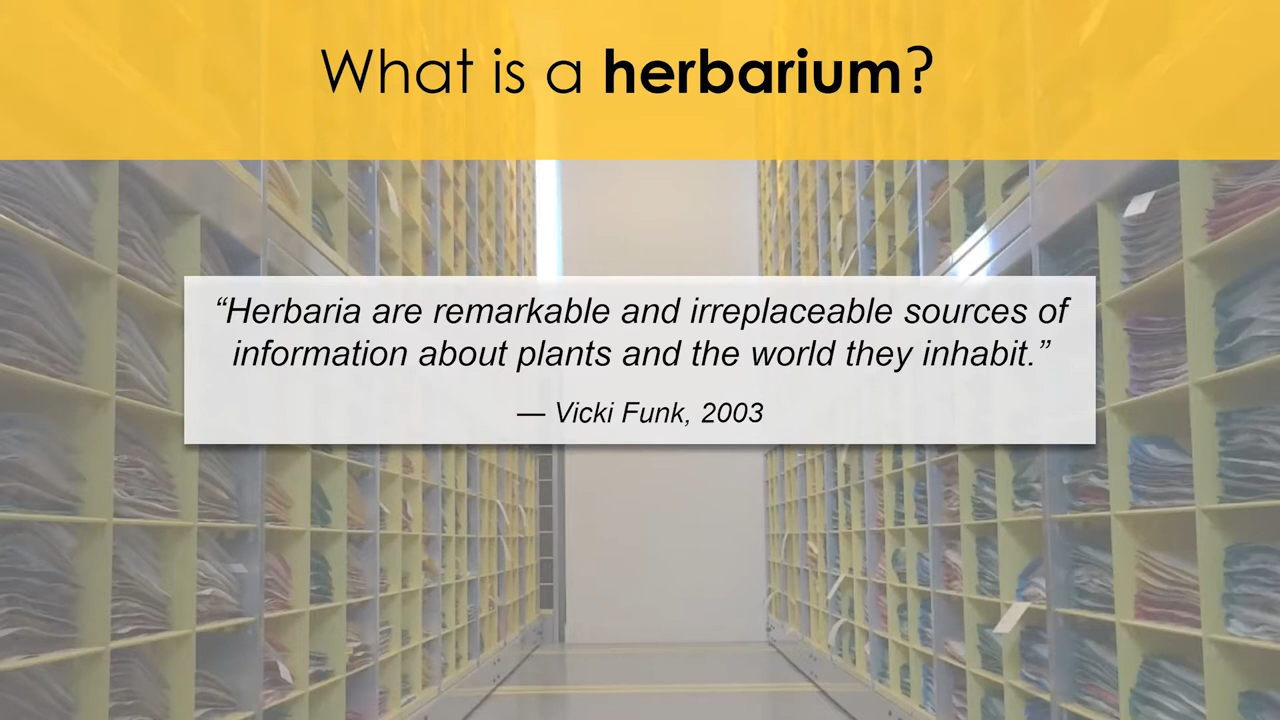 What is a herbarium?
“Herbaria are remarkable and irreplaceable sources of
information about plants and the world they inhabit.”
— Vicki Funk, 2003